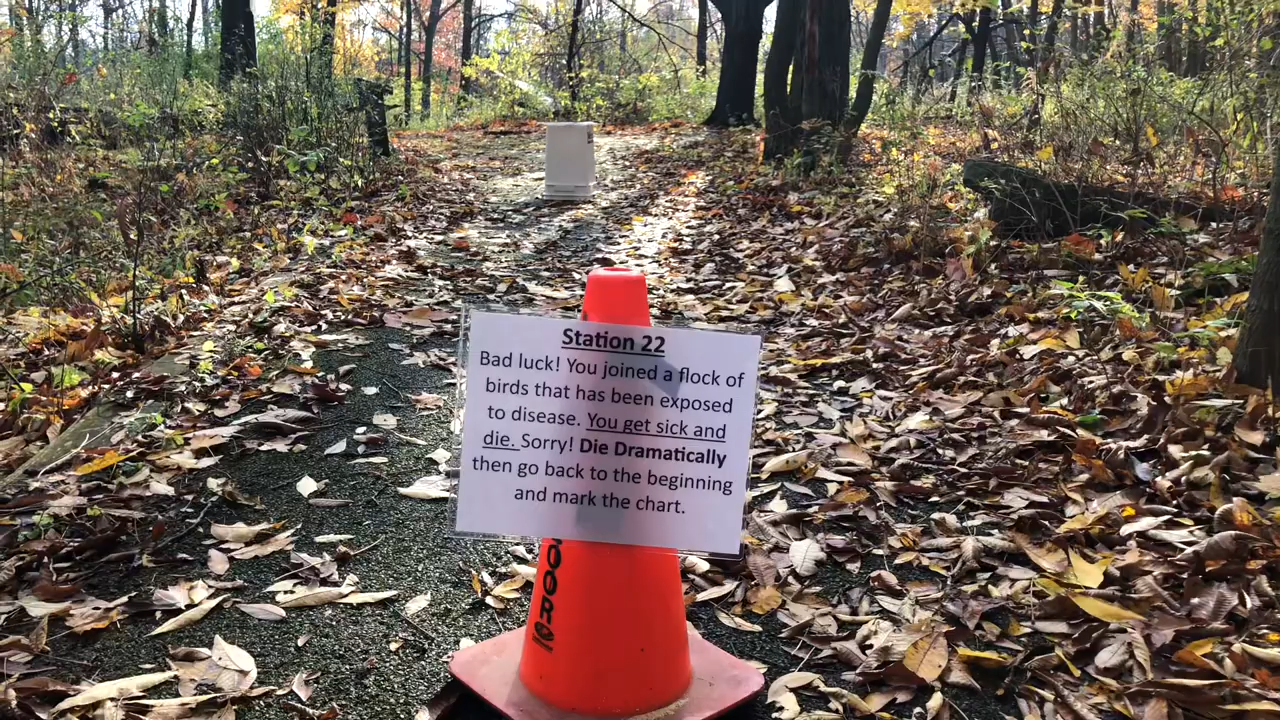 Station 22
Bad luck! You joined a flock of
birds that has been exposed
to disease. You get sick and
die. Sorry! Die Dramatically
then go back to the beginning
and mark the chart.